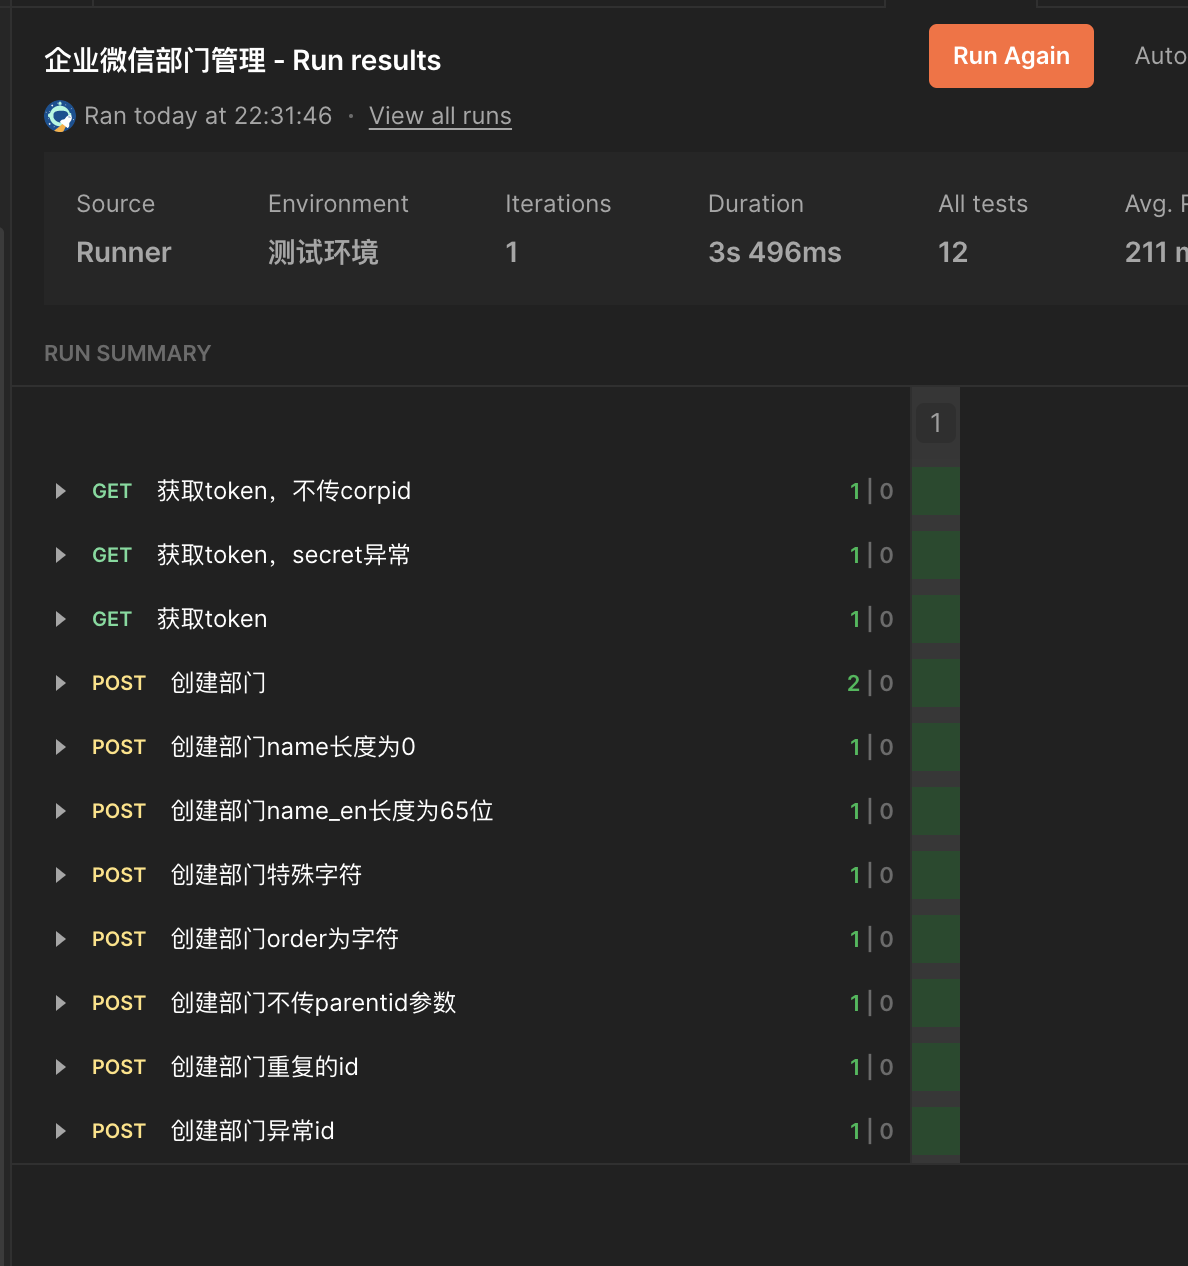 企业微信部门管理 - Run results
Run Again
Auto
Ran today at 22:31:46 · View all runs
Source Environment Iterations Duration All tests Avg.
Runner 测试环境 1 3s 496ms 12 211
RUN SUMMARY
1
GET 获取token，不传corpid 1 | 0
GET 获取token，secret异常 1 | 0
GET 获取token 1 | 0
POST 创建部门 2 | 0
POST 创建部门name长度为0 1 | 0
POST 创建部门name_en长度为65位 1 | 0
POST 创建部门特殊字符 1 | 0
POST 创建部门order为字符 1 | 0
POST 创建部门不传parentid参数 1 | 0
POST 创建部门重复的id 1 | 0
POST 创建部门异常id 1 | 0